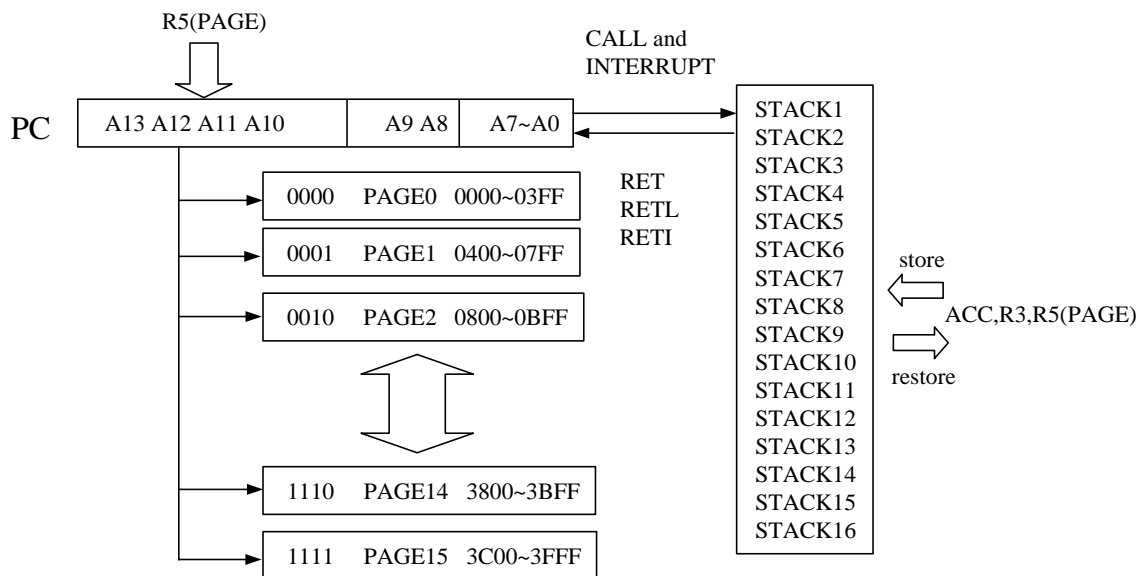 R5(PAGE)
CALL and
INTERRUPT
PC
A13 A12 A11 A10
A9 A8
A7~A0
0000 PAGE0 0000~03FF
0001 PAGE1 0400~07FF
0010 PAGE2 0800~0BFF
1110 PAGE14 3800~3BFF
1111 PAGE15 3C00~3FFF
RET
RETL
RETI
STACK1
STACK2
STACK3
STACK4
STACK5
STACK6
STACK7
STACK8
STACK9
STACK10
STACK11
STACK12
STACK13
STACK14
STACK15
STACK16
store
ACC,R3,R5(PAGE)
restore